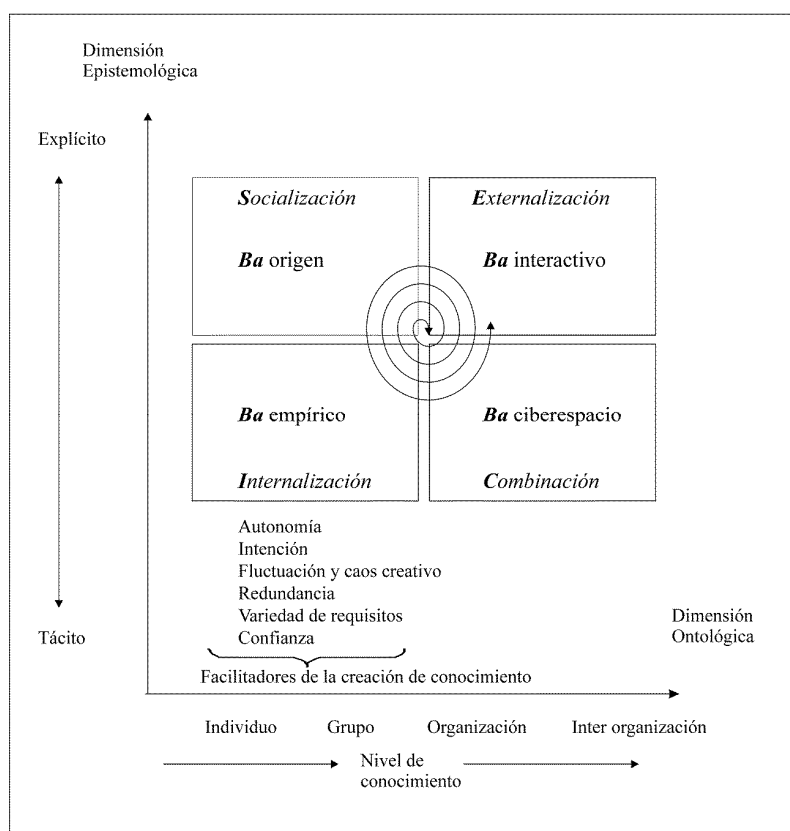 Dimensión
Epistemológica
Explícito
Socialización
Externalización
Ba origen
Ba interactivo
Ba empírico
Ba ciberespacio
Internalización
Combinación
Autonomía
Intención
Fluctuación y caos creativo
Redundancia
Variedad de requisitos
Confianza
Tácito
Dimensión
Ontológica
Facilitadores de la creación de conocimiento
Individuo
Grupo
Organización
Inter organización
Nivel de
conocimiento